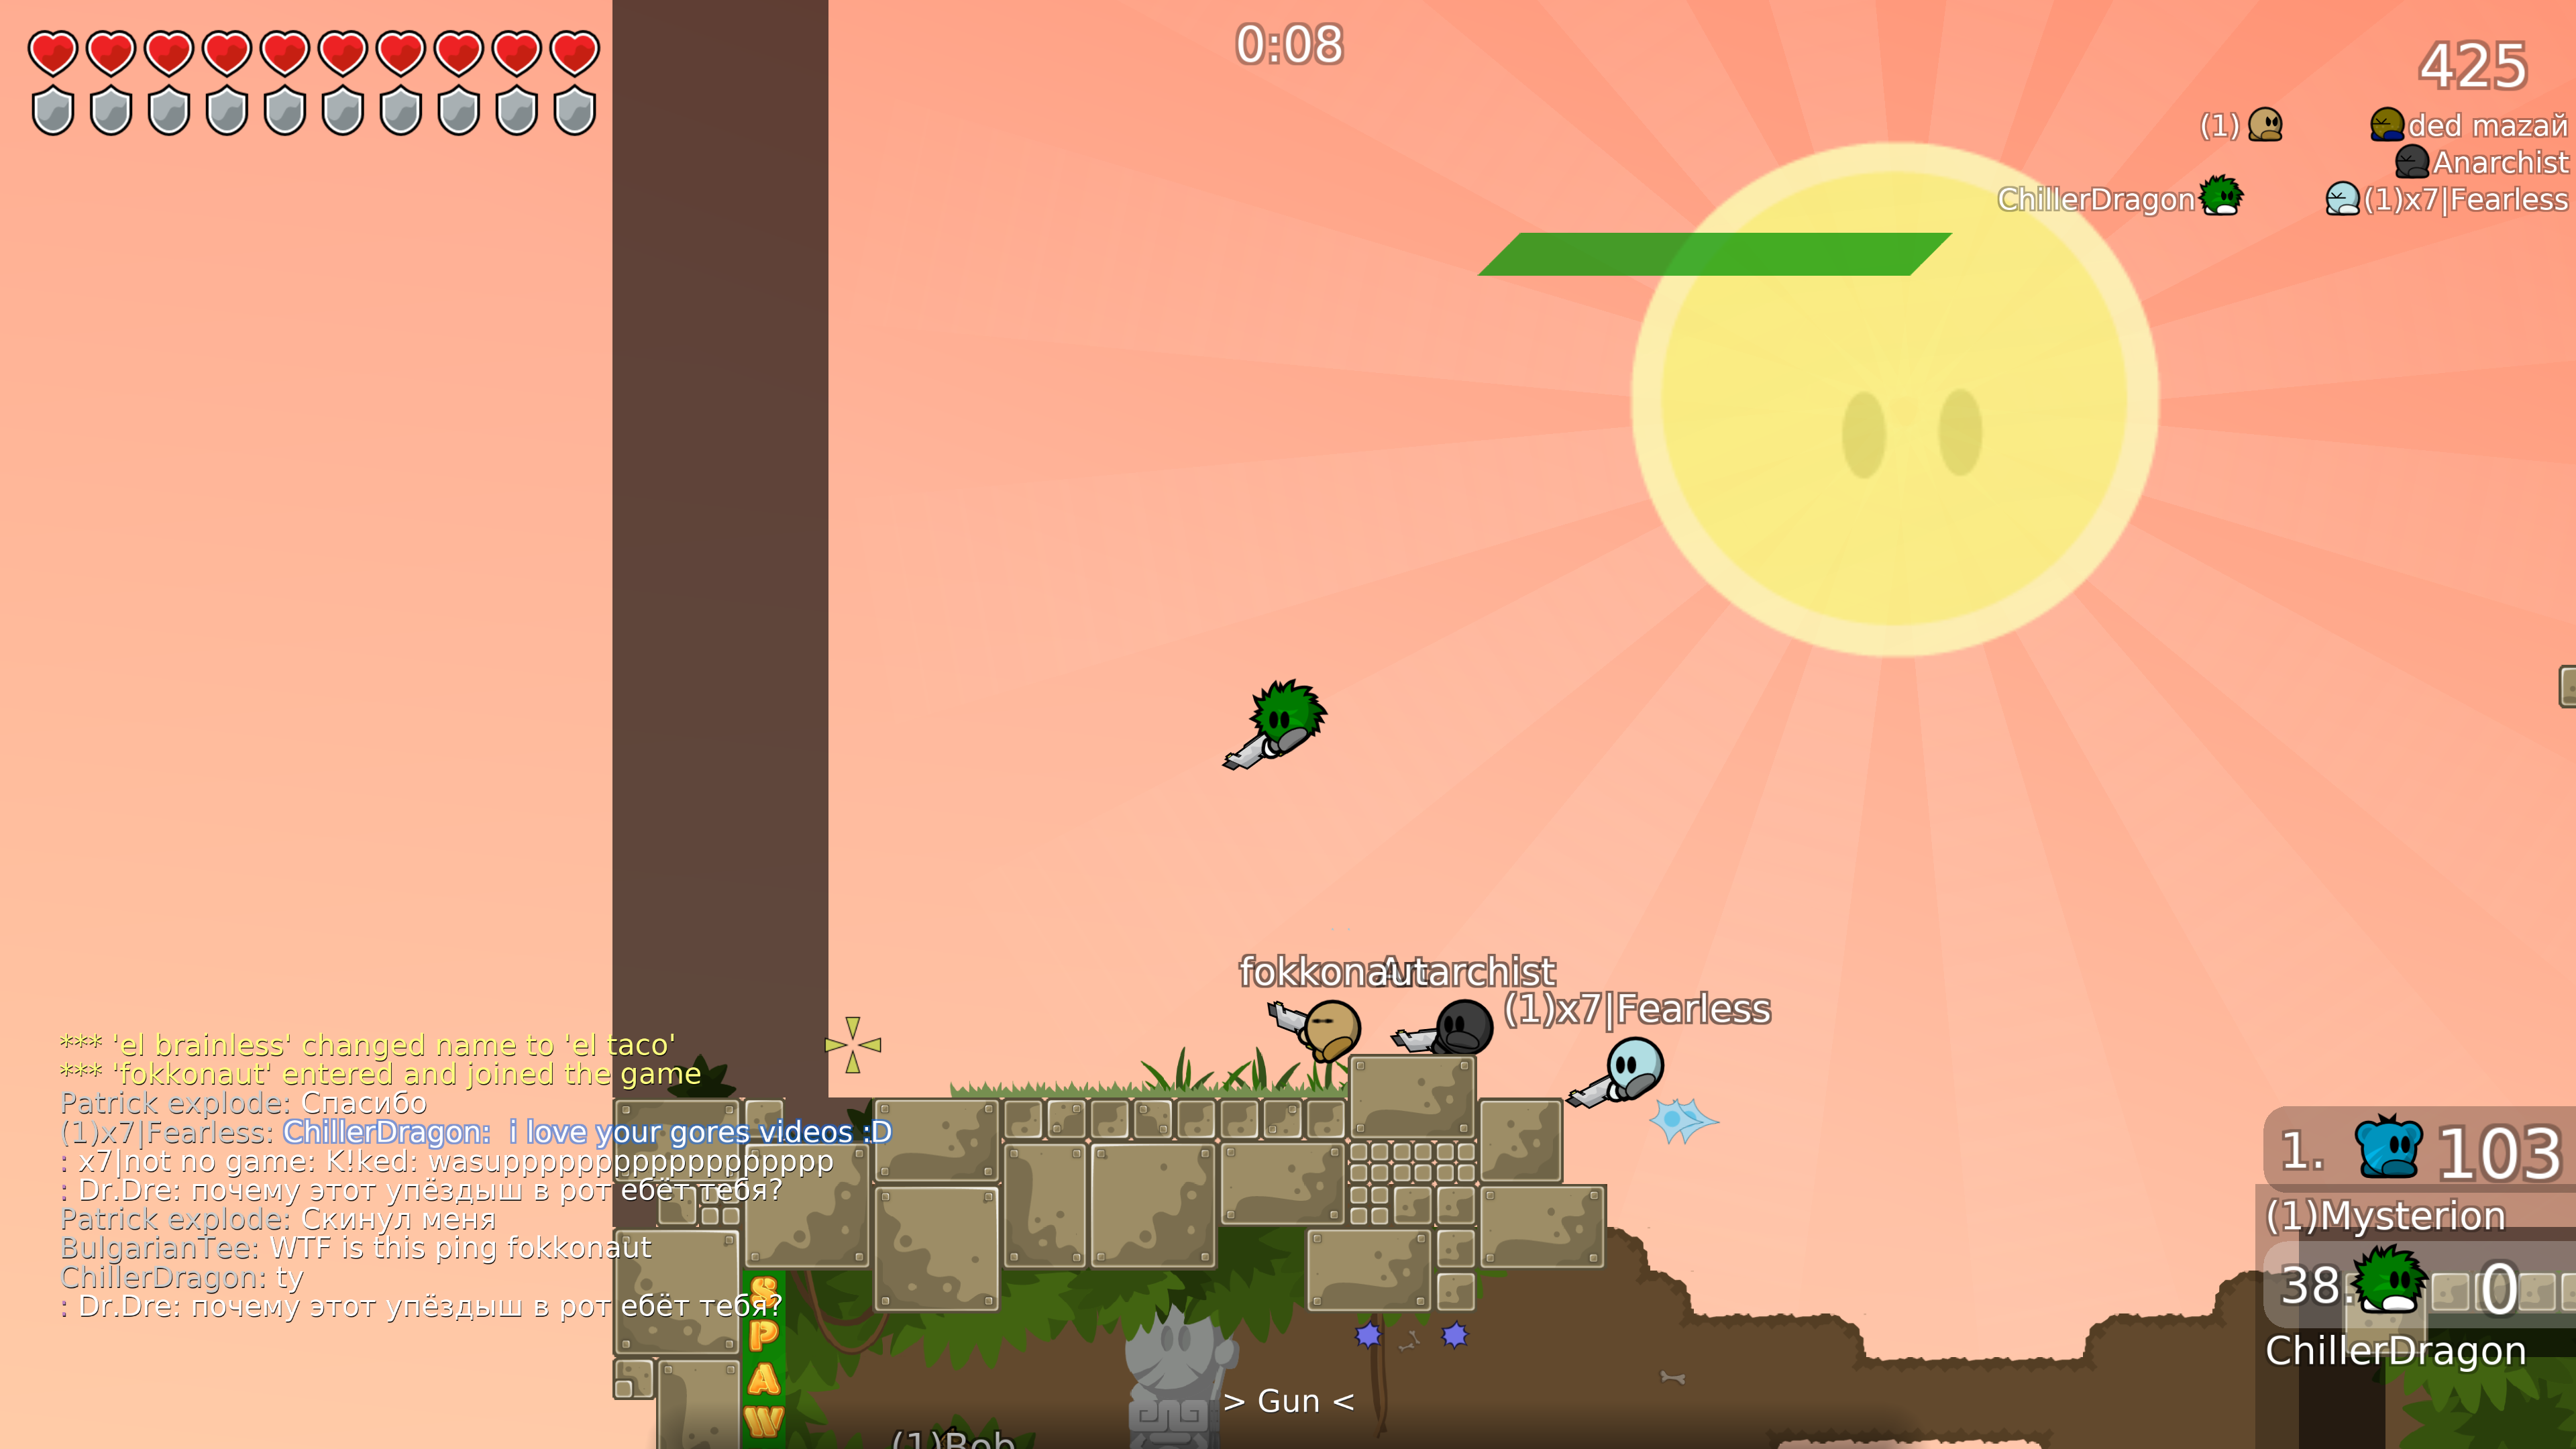 0:08
425
(1) ded mazaй
Anarchist
ChillerDragon (1)x7|Fearless
fokkonaut Anarchist
(1)x7|Fearless
*** 'el brainless' changed name to 'el taco'
*** 'fokkonaut' entered and joined the game
Patrick explode: Спасибо
(1)x7|Fearless: ChillerDragon: i love your gores videos :D
: x7|not no game: K!ked: wasupppppppppppppppppp
: Dr.Dre: почему этот упёздыш в рот ебёт тебя?
Patrick explode: Скинул меня
BulgarianTee: WTF is this ping fokkonaut
ChillerDragon: ty
: Dr.Dre: почему этот упёздыш в рот ебёт тебя?
1. 103
(1)Mysterion
38. 0
ChillerDragon
SPAW
> Gun <
(1)Bob